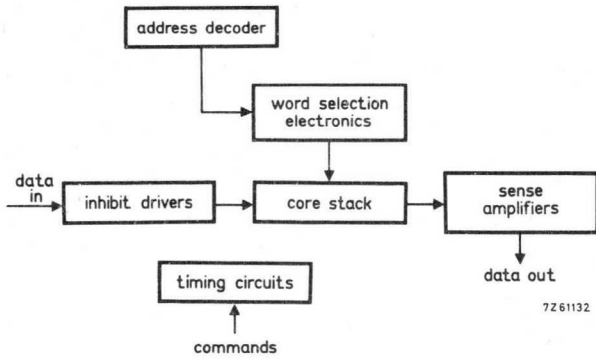 address decoder
word selection
electronics
data
in
inhibit drivers
core stack
sense
amplifiers
data out
timing circuits
7Z61132
commands